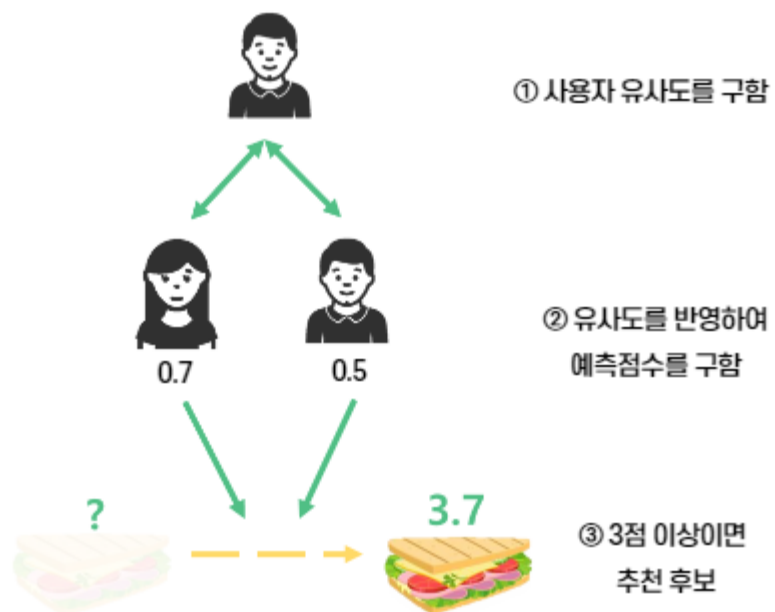 ① 사용자 유사도를 구함
0.7
0.5
② 유사도를 반영하여
예측점수를 구함
?
3.7
③ 3점 이상이면
추천 후보